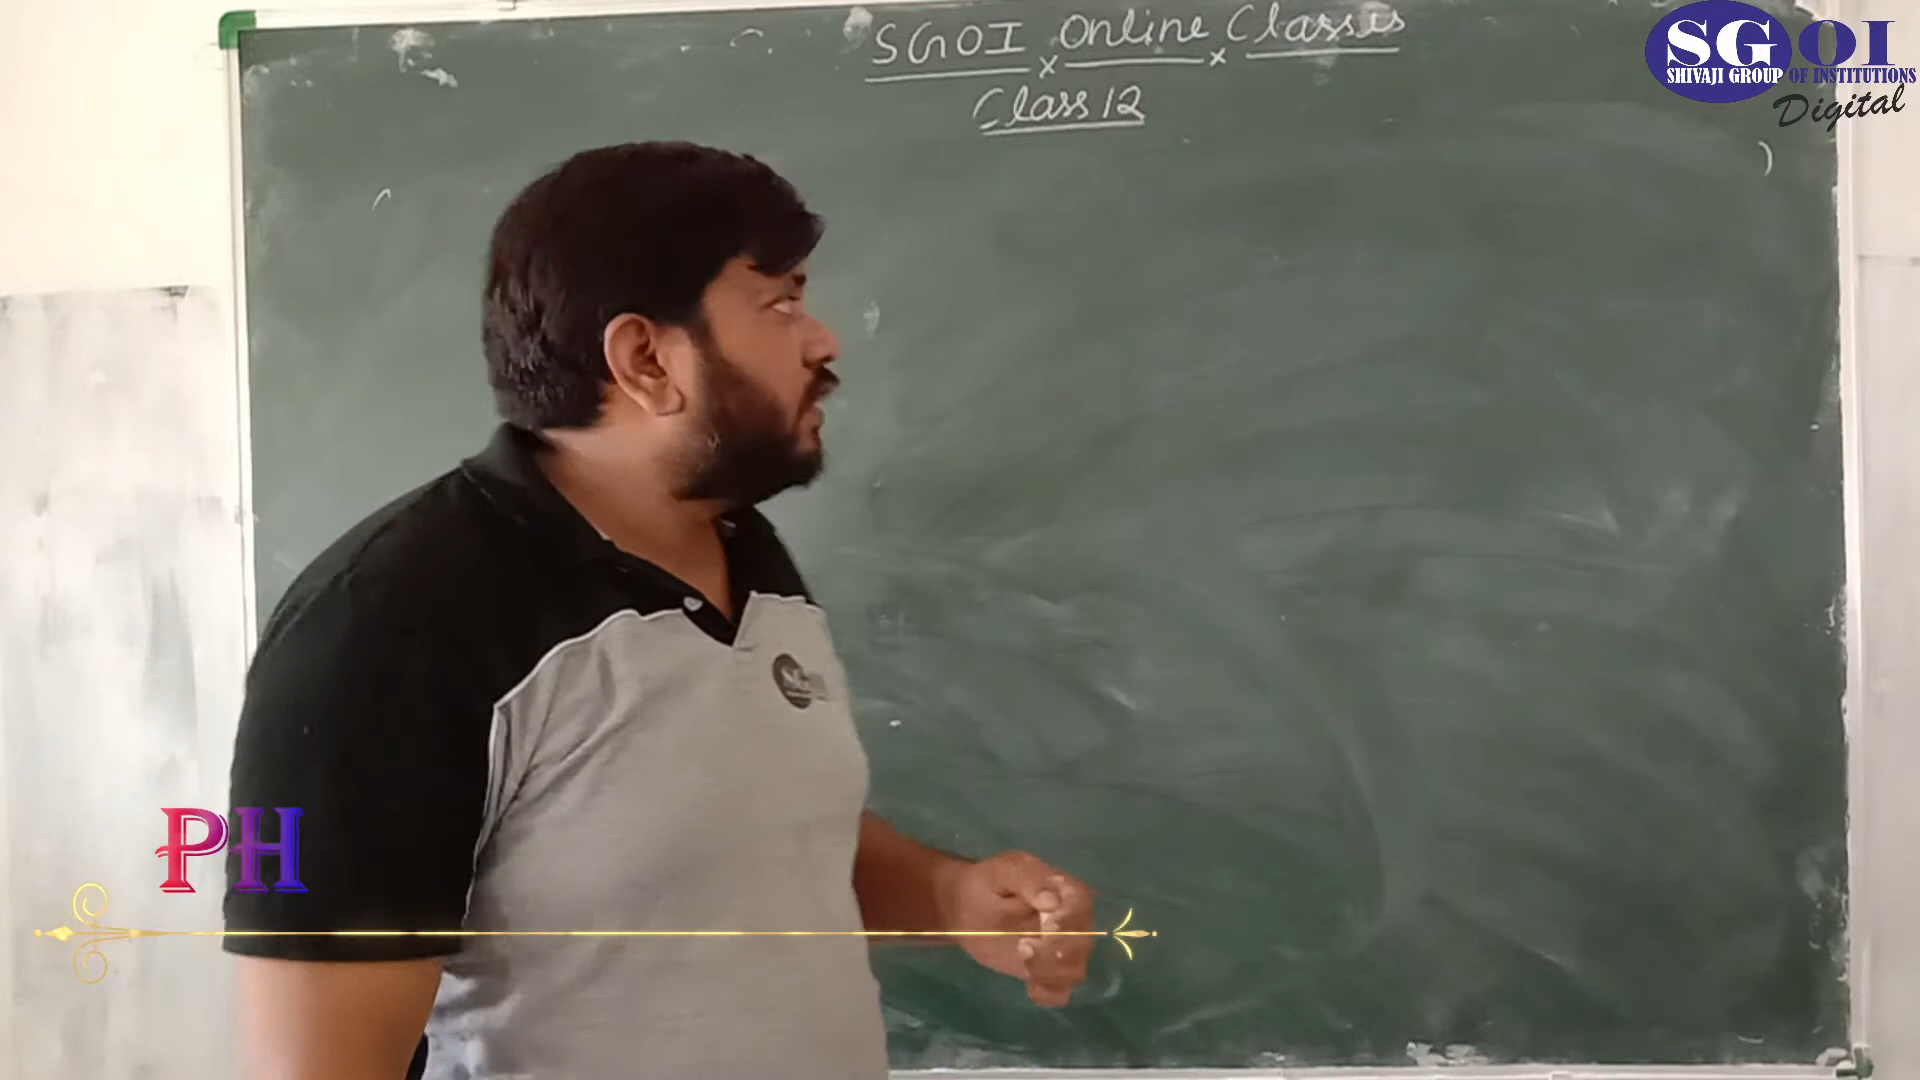 SGOI Online Classes
Class 12
SGOI
SHIVAJI GROUP OF INSTITUTIONS
Digital
PH